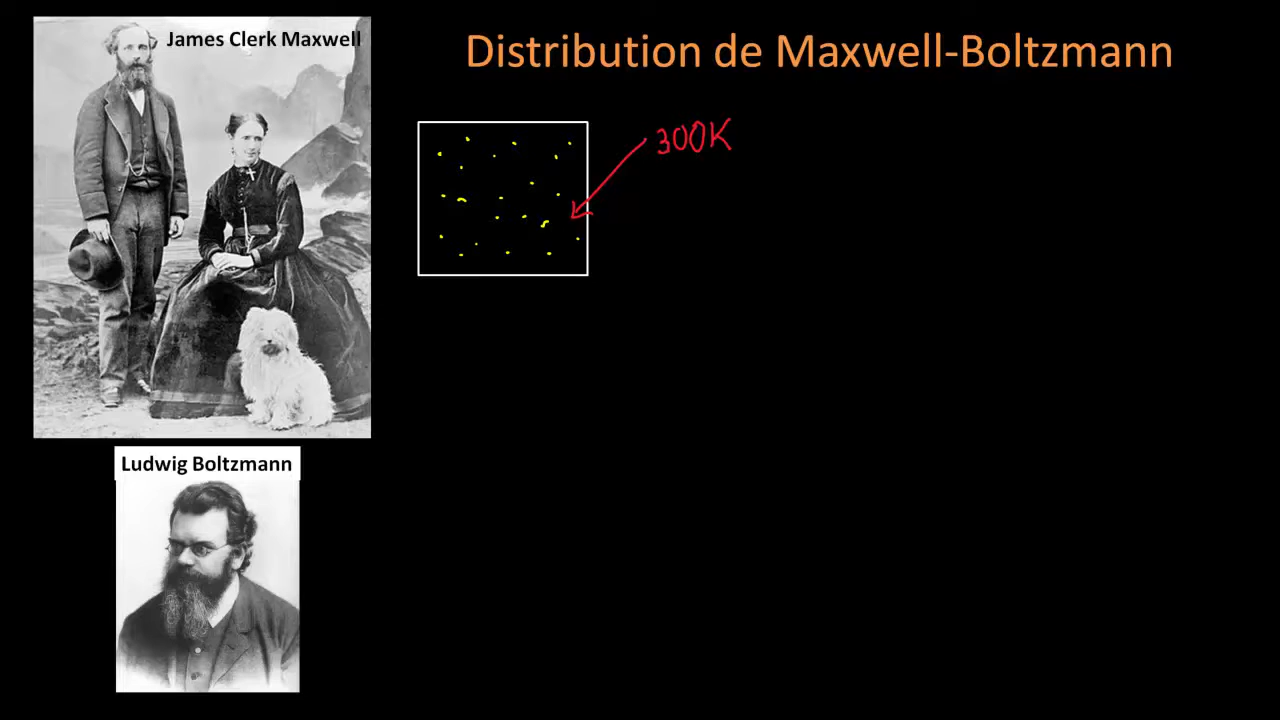 James Clerk Maxwell
Distribution de Maxwell-Boltzmann
300K
Ludwig Boltzmann